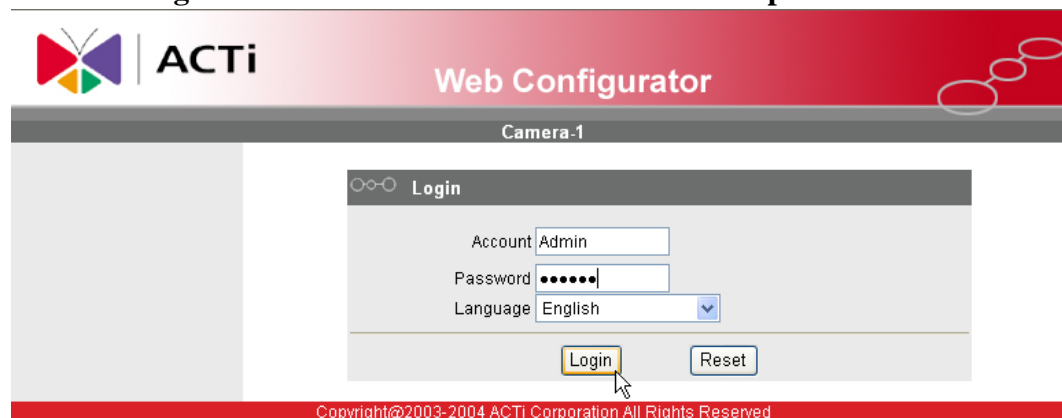 ACTi
Web Configurator
Camera-1
Login
Account Admin
Password ●●●●●●
Language English
Login Reset
Copyright@2003-2004 ACTi Corporation All Rights Reserved